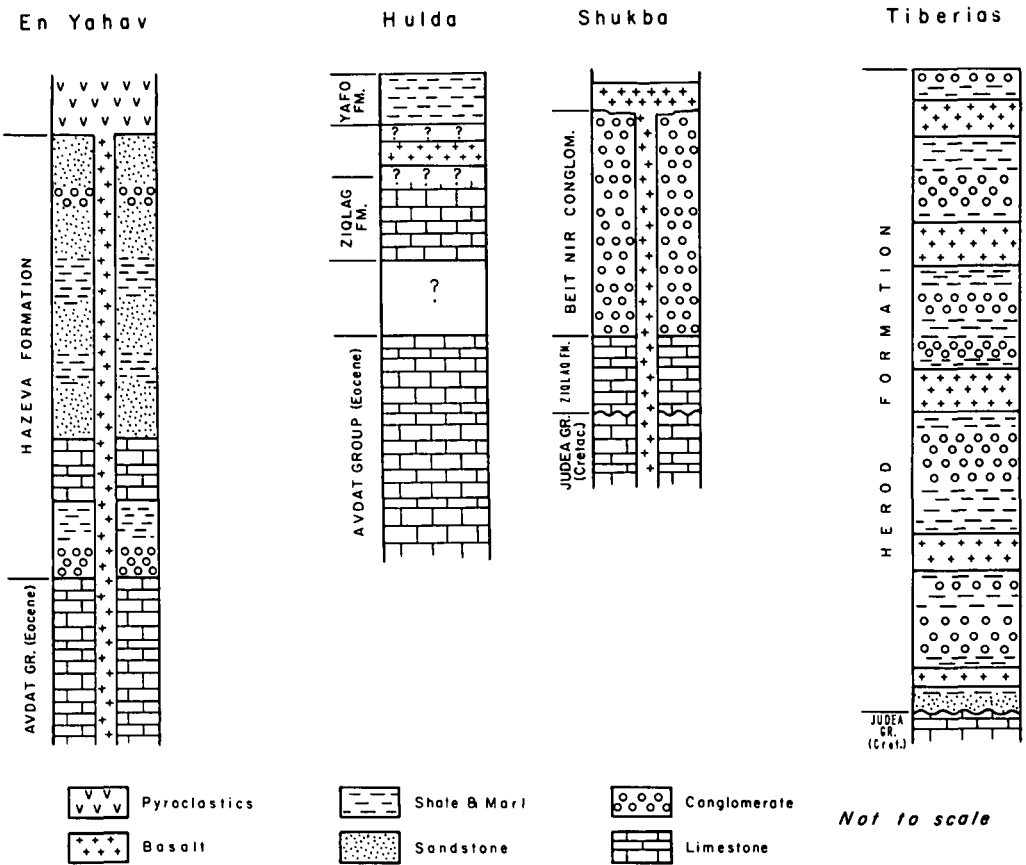 En Yahav
Hulda
Shukba
Tiberias
HAZEVA FORMATION
AVDAT GR. (Eocene)
YAFO
FM.
ZIQLAG
FM.
AVDAT GROUP (Eocene)
? ? ?
? ? ?
?
BEIT NIR CONGLOM.
ZIQLAG FM.
JUDEA GR.
(Cretac.)
HEROD FORMATION
JUDEA
GR.
(Cret.)
Pyroclastics
Shale & Marl
Conglomerate
Basalt
Sandstone
Limestone
Not to scale